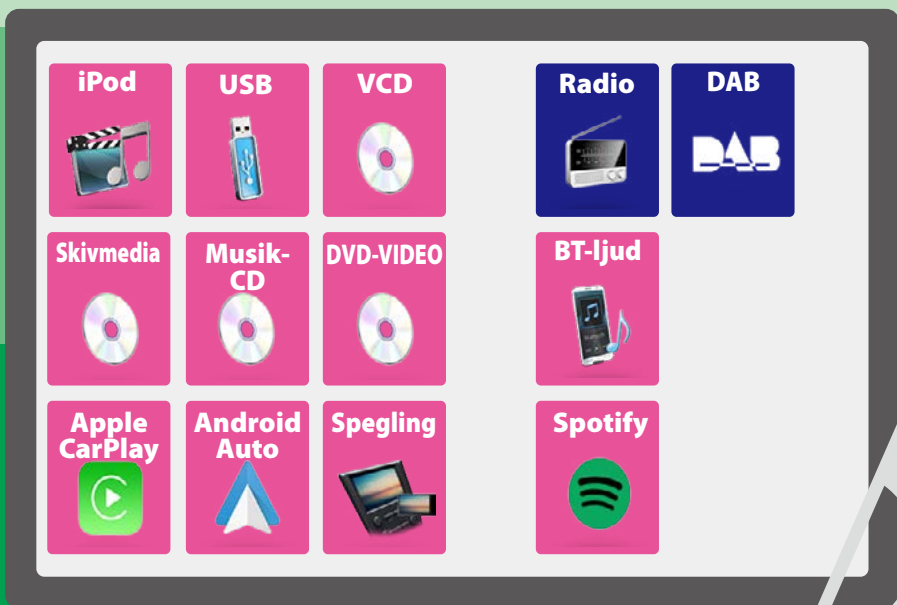 iPod
USB
VCD
Radio
DAB
DAB
Skivmedia
Musik-
CD
DVD-VIDEO
BT-ljud
Apple
CarPlay
Android
Auto
Spegling
Spotify